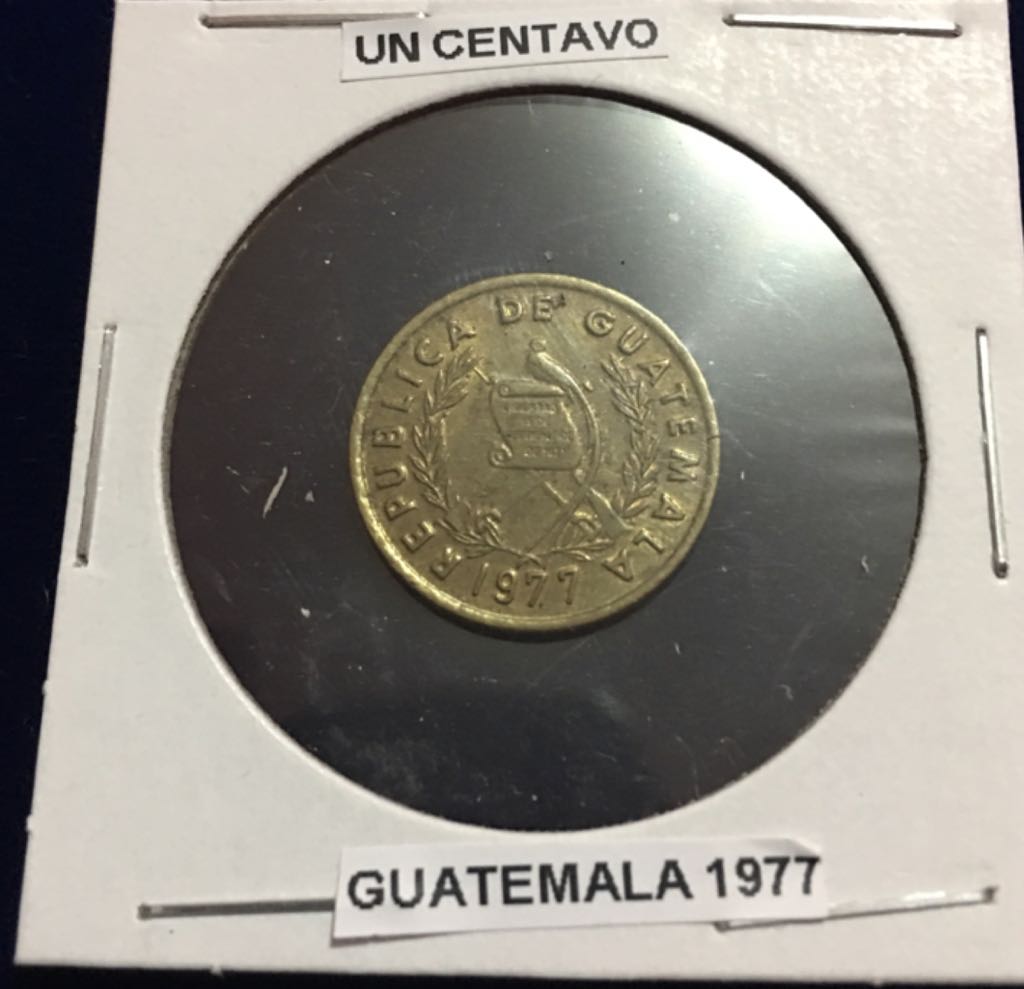 UN CENTAVO
REPUBLICA DE GUATEMALA
1977
GUATEMALA 1977